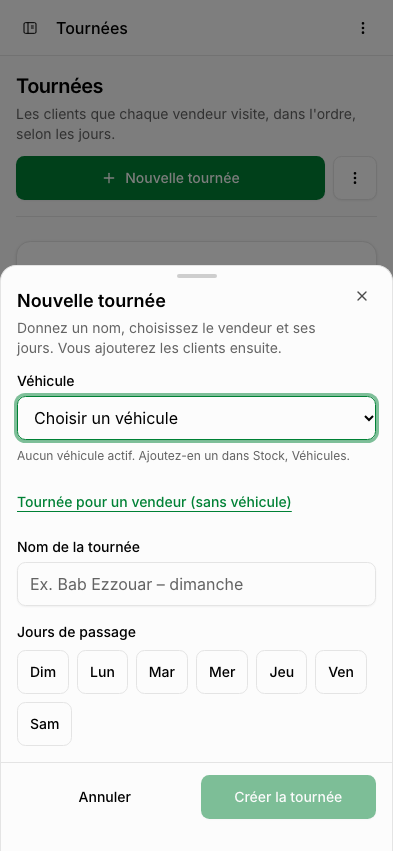 Tournées
Tournées
Les clients que chaque vendeur visite, dans l'ordre,
selon les jours.
Nouvelle tournée
Nouvelle tournée
Donnez un nom, choisissez le vendeur et ses
jours. Vous ajouterez les clients ensuite.
Véhicule
Choisir un véhicule
Aucun véhicule actif. Ajoutez-en un dans Stock, Véhicules.
Tournée pour un vendeur (sans véhicule)
Nom de la tournée
Ex. Bab Ezzouar – dimanche
Jours de passage
Dim Lun Mar Mer Jeu Ven
Sam
Annuler Créer la tournée